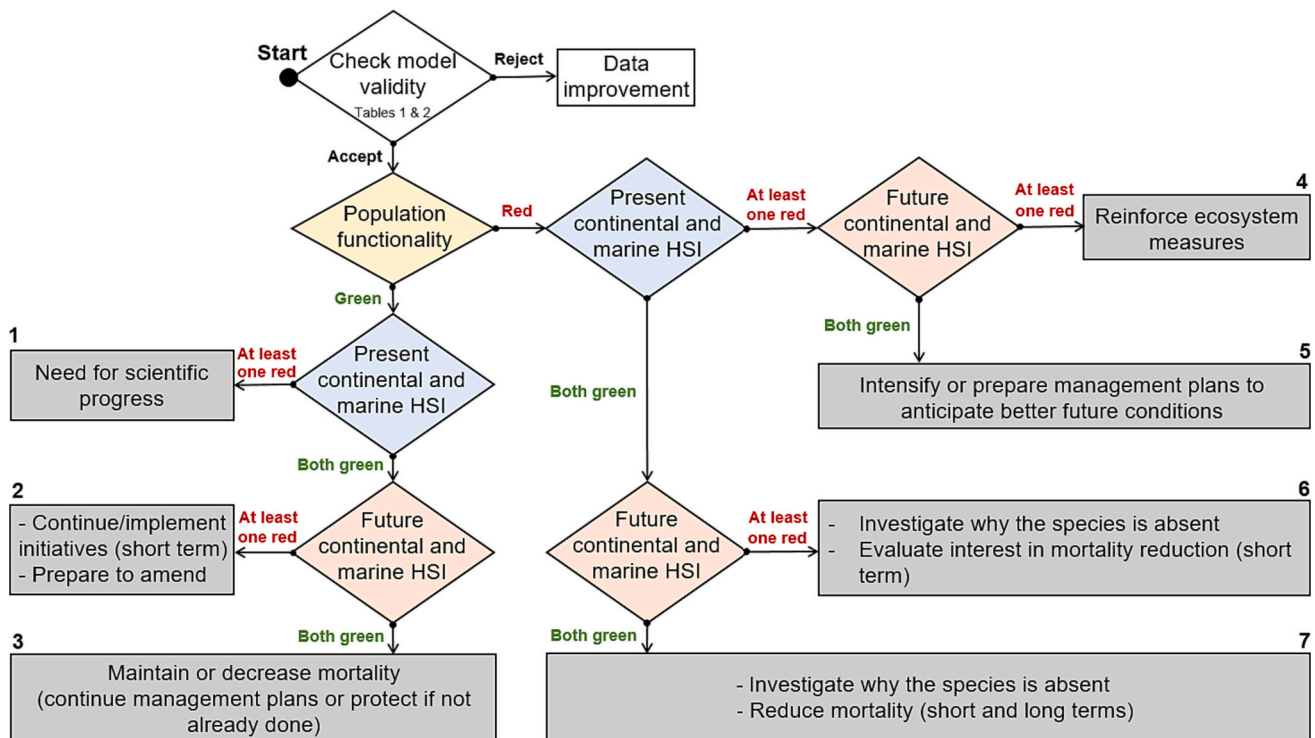 Start
Check model
validity
Tables 1 & 2
Reject
Data
improvement
Accept
Population
functionality
Red
Present
continental and
marine HSI
At least
one red
Future
continental and
marine HSI
At least
one red
4
Reinforce ecosystem
measures
Both green
5
Intensify or prepare management plans to
anticipate better future conditions
Green
1
Need for scientific
progress
At least
one red
Present
continental and
marine HSI
Both green
Both green
2
- Continue/implement
initiatives (short term)
- Prepare to amend
At least
one red
Future
continental and
marine HSI
Future
continental and
marine HSI
At least
one red
6
- Investigate why the species is absent
- Evaluate interest in mortality reduction (short
term)
Both green
3
Maintain or decrease mortality
(continue management plans or protect if not
already done)
Both green
7
- Investigate why the species is absent
- Reduce mortality (short and long terms)